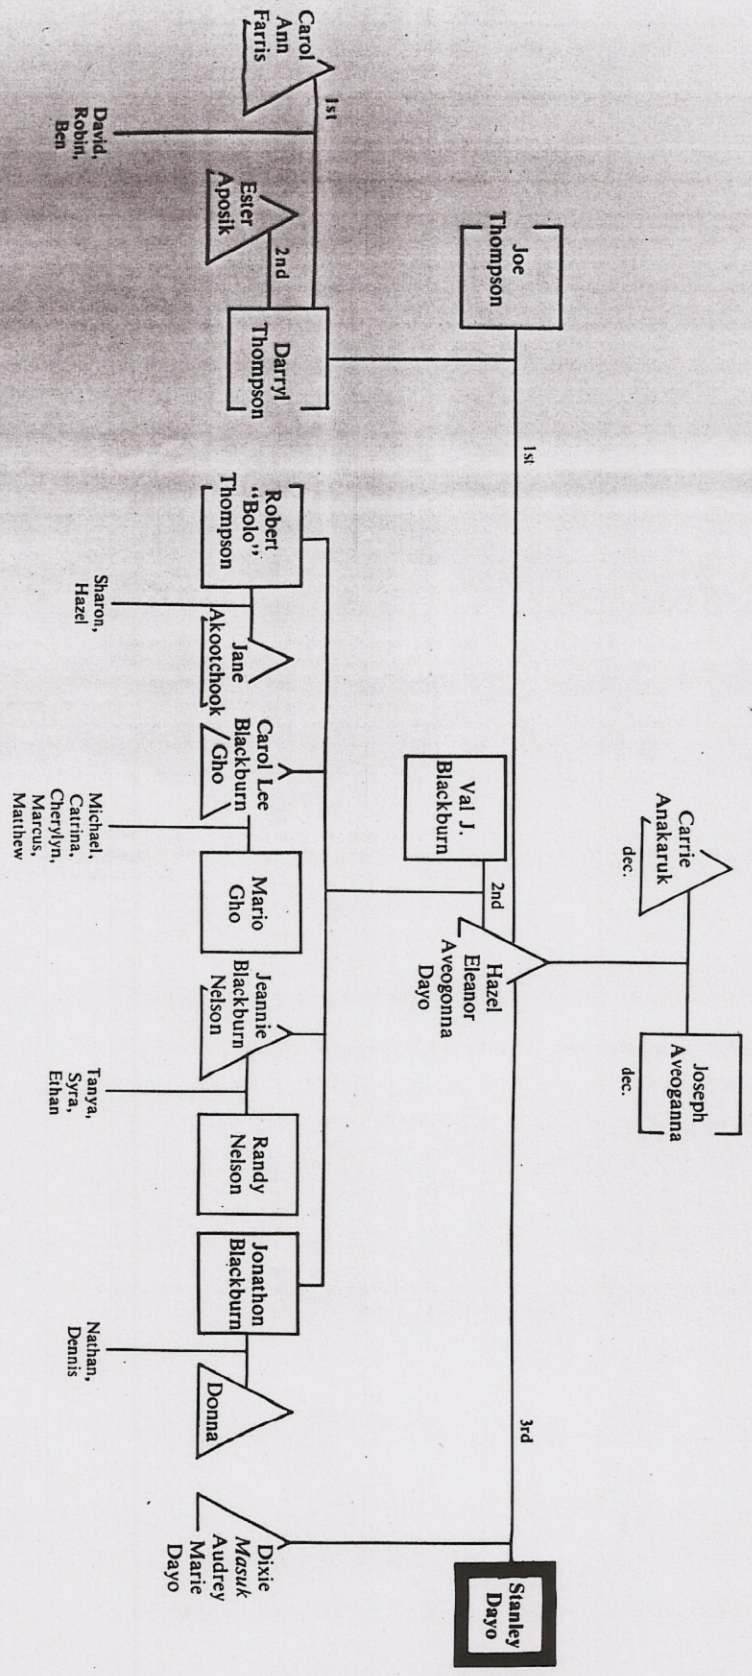 Carrie
Anakaruk
dec.
Joseph
Aveoganna
dec.
Joe
Thompson
1st
Val J.
Blackburn
2nd
Hazel
Eleanor
Aveogonna
Dayo
3rd
Stanley
Dayo
Carol
Ann
Farris
1st
David,
Robin,
Ben
Ester
Aposik
2nd
Darryl
Thompson
Robert
"Bolo"
Thompson
Sharon,
Hazel
Jane
Akootchook
Carol Lee
Blackburn
Gho
Michael,
Catrina,
Cherylyn,
Marcus,
Matthew
Mario
Gho
Jeannie
Blackburn
Nelson
Tanya,
Syra,
Ethan
Randy
Nelson
Jonathon
Blackburn
Nathan,
Dennis
Donna
Dixie
Masuk
Audrey
Marie
Dayo